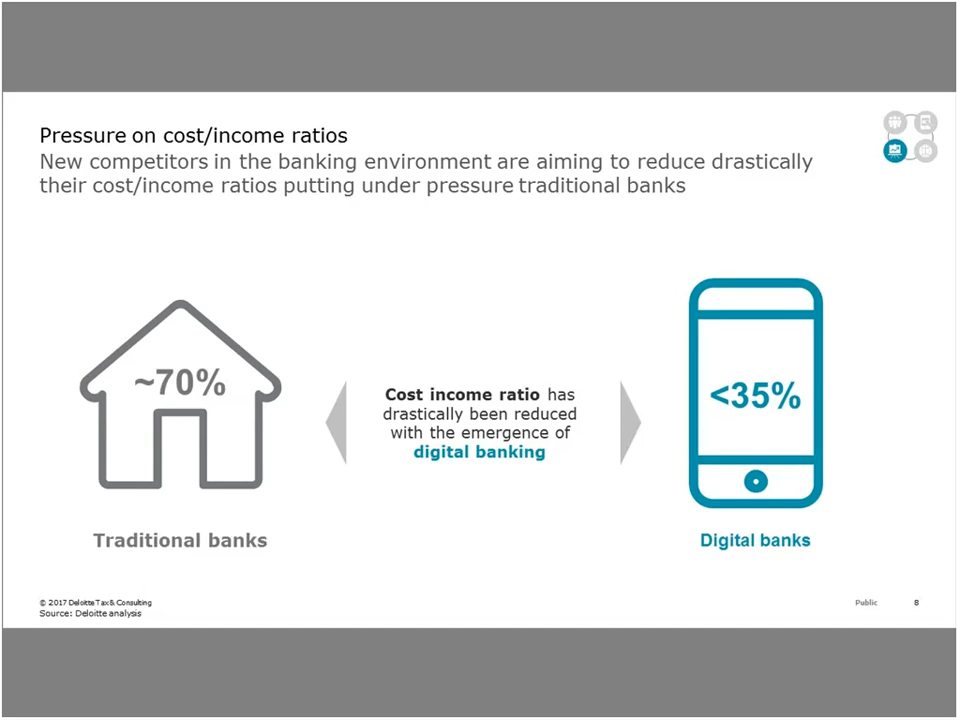 Pressure on cost/income ratios
New competitors in the banking environment are aiming to reduce drastically
their cost/income ratios putting under pressure traditional banks
~70%
Cost income ratio has
drastically been reduced
with the emergence of
digital banking
<35%
Traditional banks
Digital banks
© 2017 Deloitte Tax & Consulting
Source: Deloitte analysis
Public
8